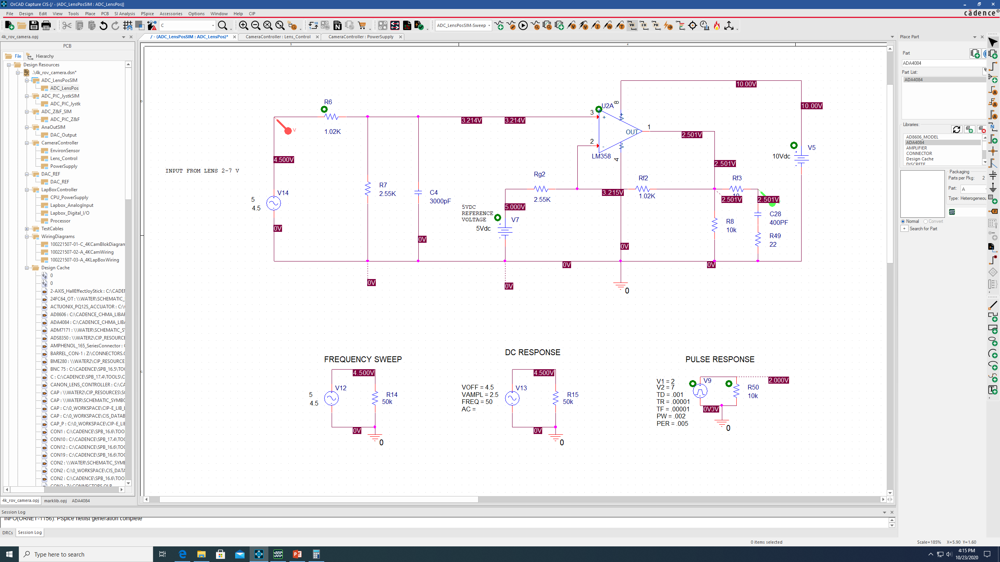 OrCAD Capture CIS-[/ - (ADC_LensPosSIM : ADC_LensPos)]
File Design Edit View Tools Place PCB SI Analysis PSpice Accessories Options Window Help CIP
cādence®
C
ADC_LensPosSIM-Sweep
4k_rov_camera.opj
/ - (ADC_LensPosSIM : ADC_LensPos)*
CameraController : Lens_Control
CameraController : PowerSupply
PCB
File Hierarchy
Design Resources
.\4k_rov_camera.dsn*
ADC_LensPosSIM
ADC_LensPos
ADC_PIC_JystkSIM
ADC_PIC_Jystk
ADC_Z&F_SIM
ADC_PIC_Z&F
AnaOutSIM
DAC_Output
CameraController
EnvironSensor
Lens_Control
PowerSupply
DAC_REF
DAC_REF
LapBoxController
CPU_PowerSupply
Lapbox_AnalogInput
Lapbox_Digital_I/O
Processor
TestCables
WiringDiagrams
100221507-01-C_4KCamBlokDiagram
100221507-02-A_4KCamWiring
100221507-03-A_4KLapBoxWiring
Design Cache
0
0
2-AXIS_HallEffectJoyStick : C:\CADEN
24FC64_OT : \\WATER\SCHEMATIC_
ACTUONIX_PQ12S_ACCUATOR : C:\
AD8606 : C:\CADENCE_CHMA_LIBAR
ADA4084 : C:\CADENCE_CHMA_LIBA
ADM7171 : \\WATER\SCHEMATIC_SY
ADS8350 : \\WATER2\CIP_RESOURCE
AMPHENOL_165_SeriesConnector :
BARREL_CON-1 : Z:\CONNECTORS.O
BME280 : \\WATER2\CIP_RESOURCE
BNC 75 : C:\CADENCE\SPB_16.5\TOO
C : C:\CADENCE\SPB_17.4\TOOLS\C
CANON_LENS_CONTROLLER : C:\CA
CAP : \\WATER2\CIP_RESOURCES\SC
CAP : \\WATER\SCHEMATIC_SYMBO
CAP : C:\0_WORKSPACE\CIP-E_LIB_L
CAP : C:\0_WORKSPACE\CIS_DATAB
CAP_P : C:\0_WORKSPACE\CIP-E_LIE
CON1 : C:\CADENCE\SPB_16.6\TOO
CON10 : C:\CADENCE\SPB_17.4\TOO
CON12 : C:\CADENCE\SPB_16.6\TOO
CON19 : C:\CADENCE\SPB_16.6\TOO
CON2 : \\WATER\SCHEMATIC_SYME
CON2 : C:\0_WORKSPACE\CIS_DATA
CON2 : C:\CADENCE\SPB_16.6\TOO
CON2 : Z:\CONNECTORS.OLB
4k_rov_camera.opj marklib.opj ADA4084
5
4
D
C
INPUT FROM LENS 2-7 V
R6
1.02K
V
4.500V
5
4.5
V14
0V
R7
2.55K
C4
3000pF
0V
0V
3.214V
3.214V
U2A
3
2
8
4
1
+
-
V+
V-
OUT
LM358
10.00V
10.00V
2.501V
2.501V
Rg2
2.55K
3.215V
Rf2
1.02K
Rf3
10
2.501V
2.501V
5VDC
REFERENCE
VOLTAGE
5.000V
V7
5Vdc
0V
0V
0V
0V
0
R8
10k
C28
400PF
R49
22
V5
10Vdc
FREQUENCY SWEEP
4.500V
V12
5
4.5
R14
50k
0V
0
DC RESPONSE
4.500V
VOFF = 4.5
VAMPL = 2.5
FREQ = 50
AC =
V13
R15
50k
0V
0
PULSE RESPONSE
V1 = 2
V2 = 7
TD = .001
TR = .00001
TF = .00001
PW = .002
PER = .005
V9
2.000V
R50
10k
0V0V
0
Place Part
Part
ADA4084
Part List:
ADA4084
Libraries:
AD8606_MODEL
ADA4084
AMPLIFIER
CONNECTOR
Design Cache
DISCRETE
Packaging
Parts per Pkg: 2
Part: A
Type: Heterogeneou
Normal Convert
+ Search for Part
Session Log
INFO(ORNET-1156): PSpice netlist generation complete
DRCs Session Log
0 items selected
Scale=185% X=5.90 Y=1.60
Type here to search
4:15 PM
10/23/2020